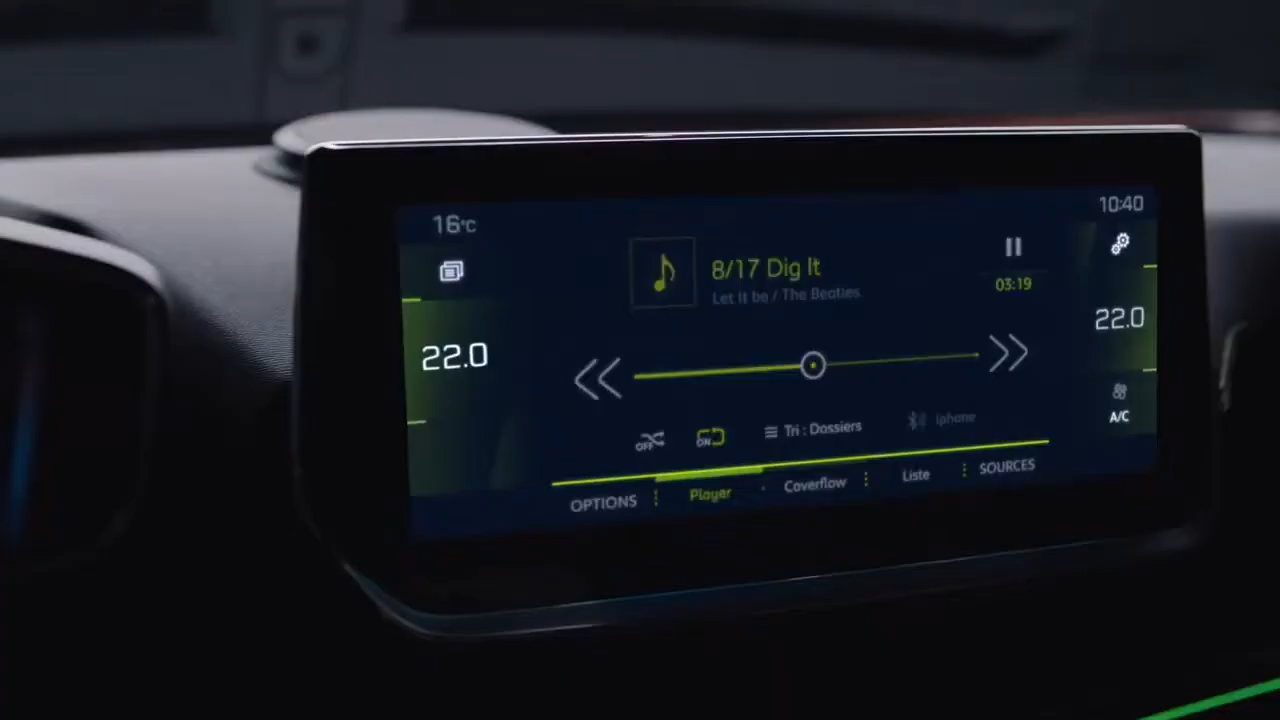 16°C
10:40
8/17 Dig It
Let It be / The Beatles
03:19
22.0
22.0
OFF
ON
Tri : Dossiers
iphone
A/C
OPTIONS
Player
Coverflow
Liste
SOURCES